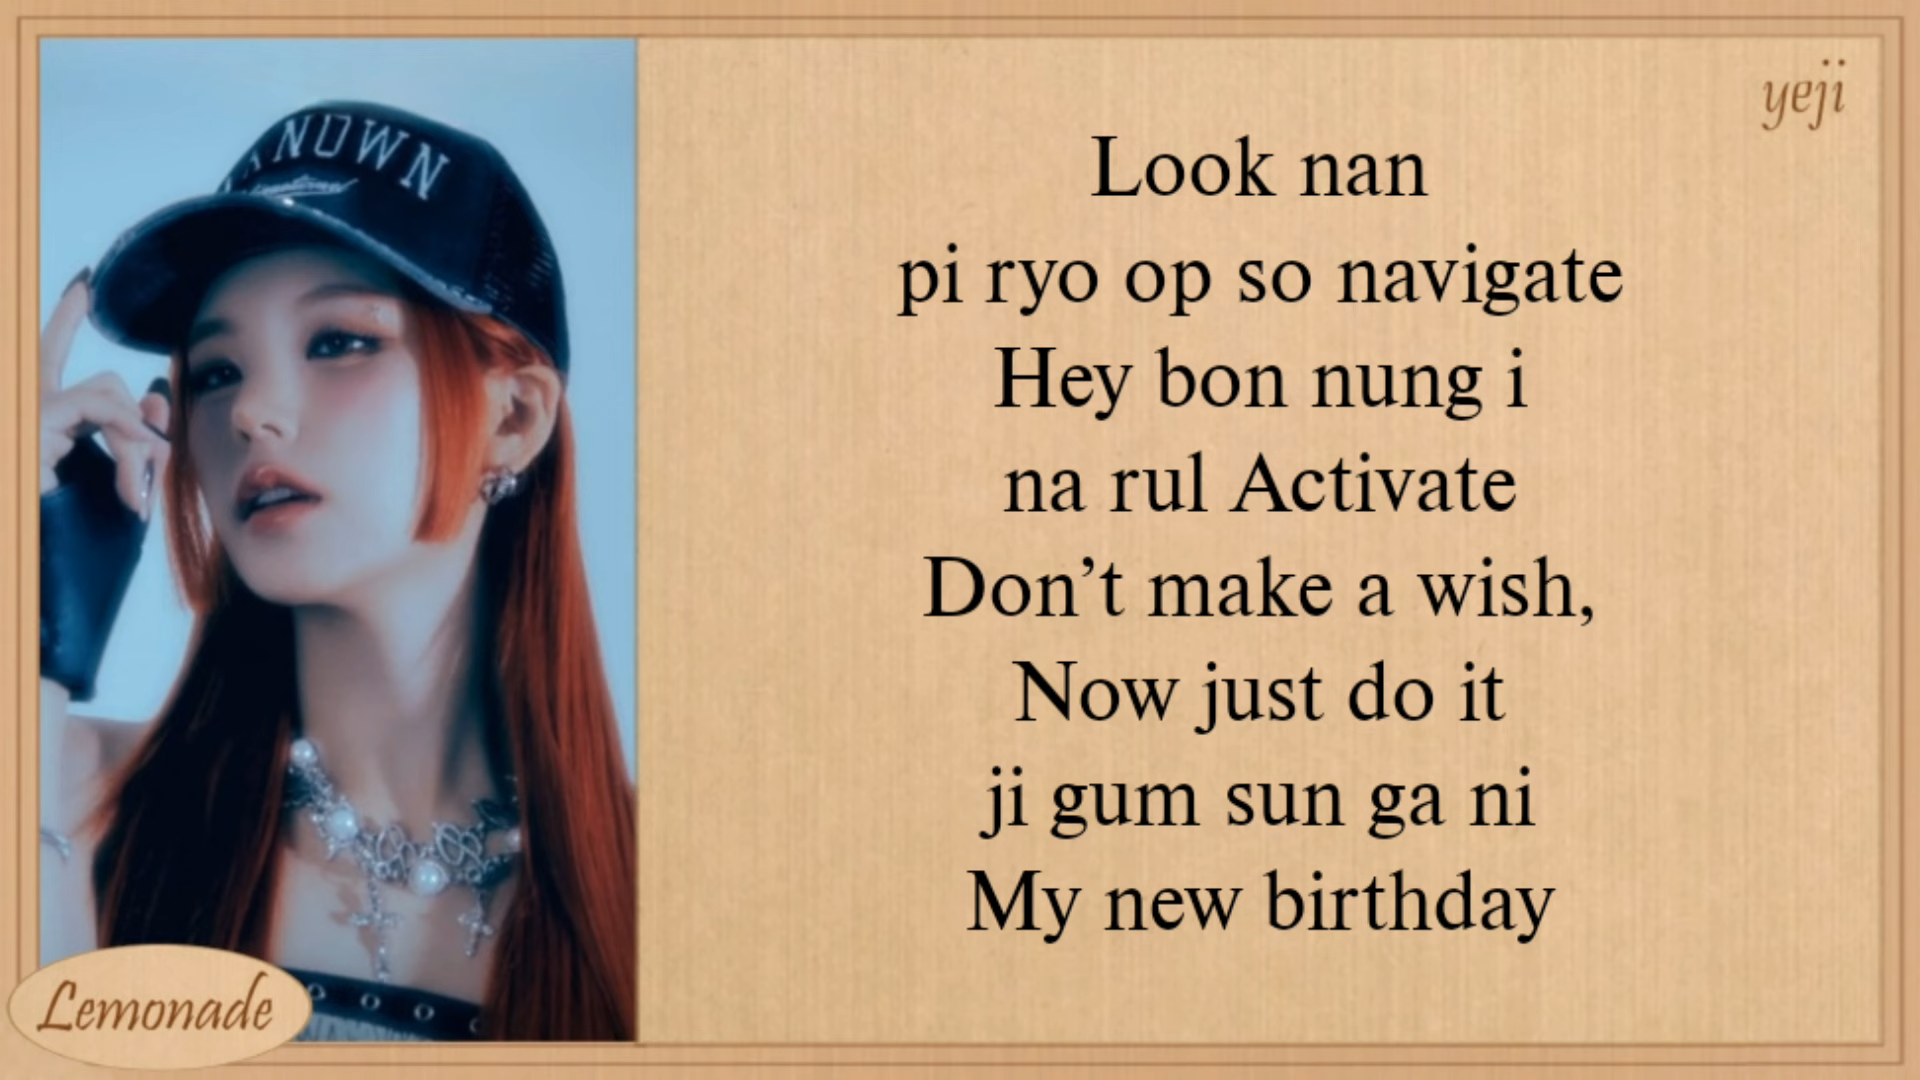 yeji
NOWN
Look nan
pi ryo op so navigate
Hey bon nung i
na rul Activate
Don’t make a wish,
Now just do it
ji gum sun ga ni
My new birthday
Lemonade